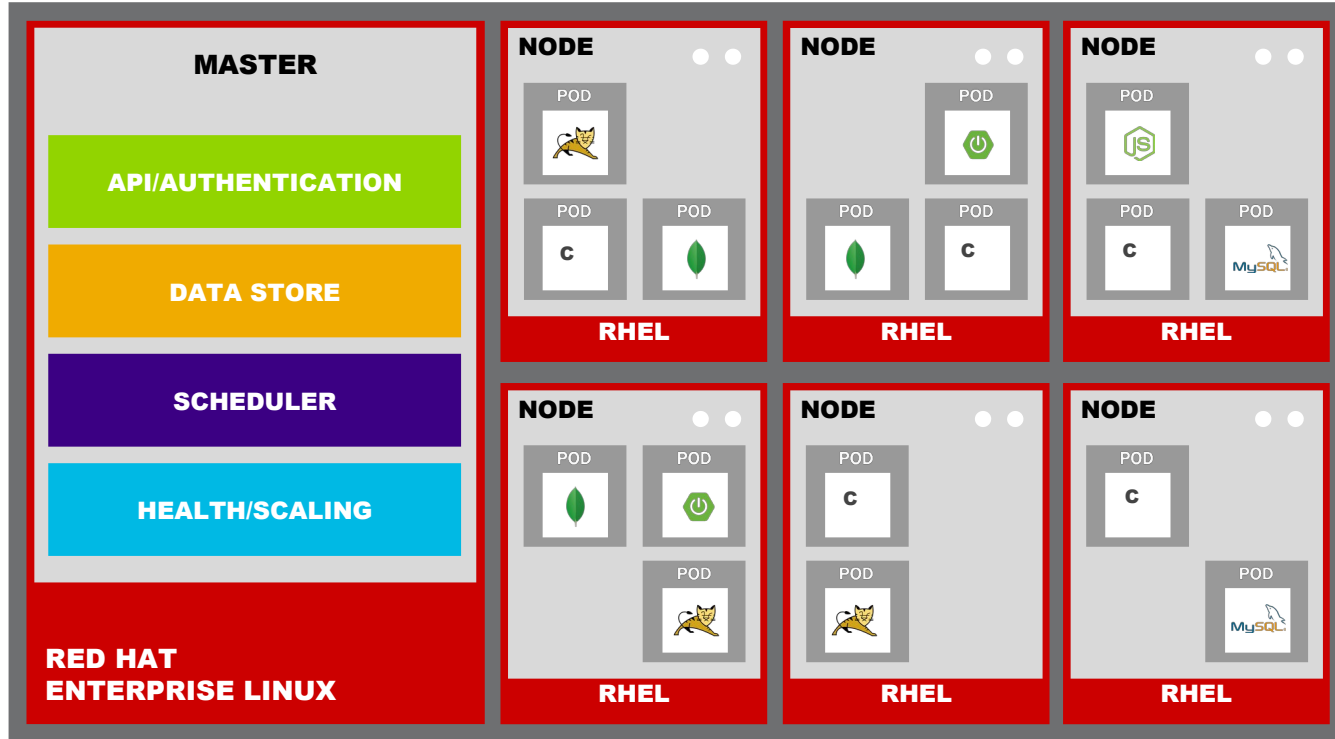 MASTER
API/AUTHENTICATION
DATA STORE
SCHEDULER
HEALTH/SCALING
RED HAT
ENTERPRISE LINUX
NODE
POD
POD
C
POD
RHEL
NODE
POD
POD
POD
C
RHEL
NODE
POD
JS
POD
C
POD
MySQL
RHEL
NODE
POD
POD
POD
RHEL
NODE
POD
C
POD
RHEL
NODE
POD
C
POD
MySQL
RHEL